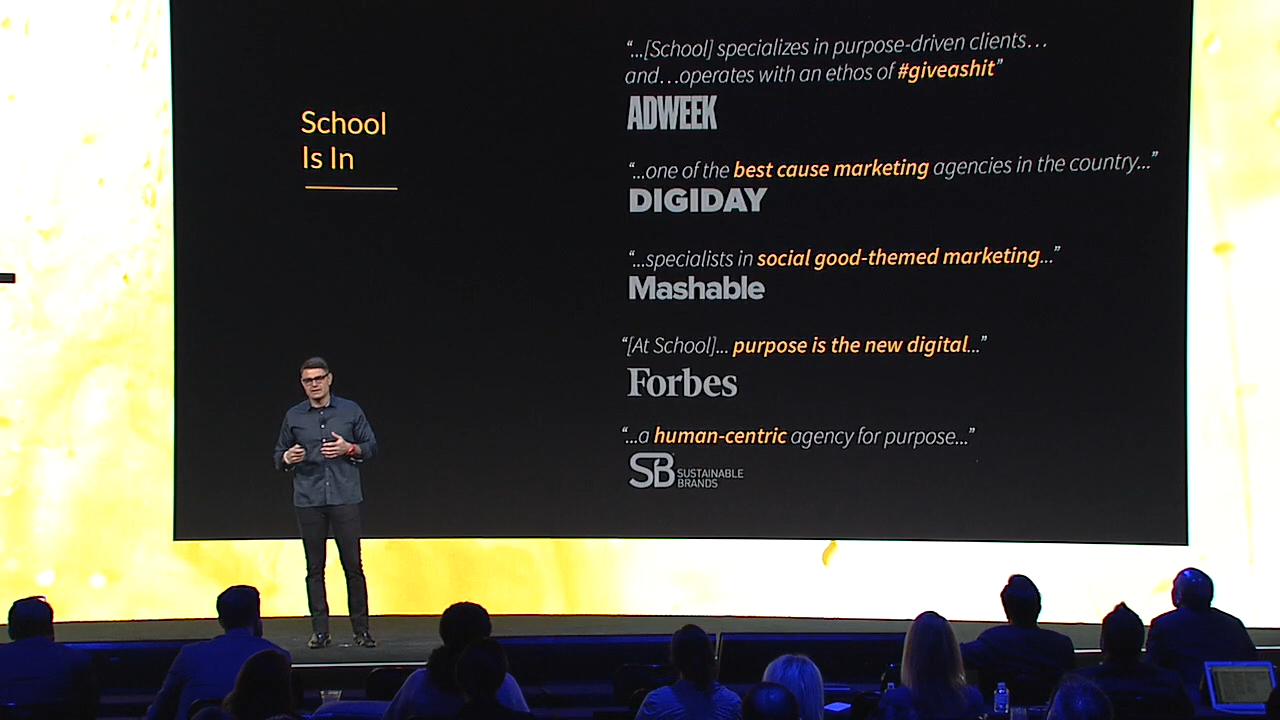 School
Is In
“...[School] specializes in purpose-driven clients…
and…operates with an ethos of #giveashit”
ADWEEK
“...one of the best cause marketing agencies in the country...”
DIGIDAY
“...specialists in social good-themed marketing...”
Mashable
“[At School]... purpose is the new digital...”
Forbes
“...a human-centric agency for purpose...”
SB SUSTAINABLE
BRANDS